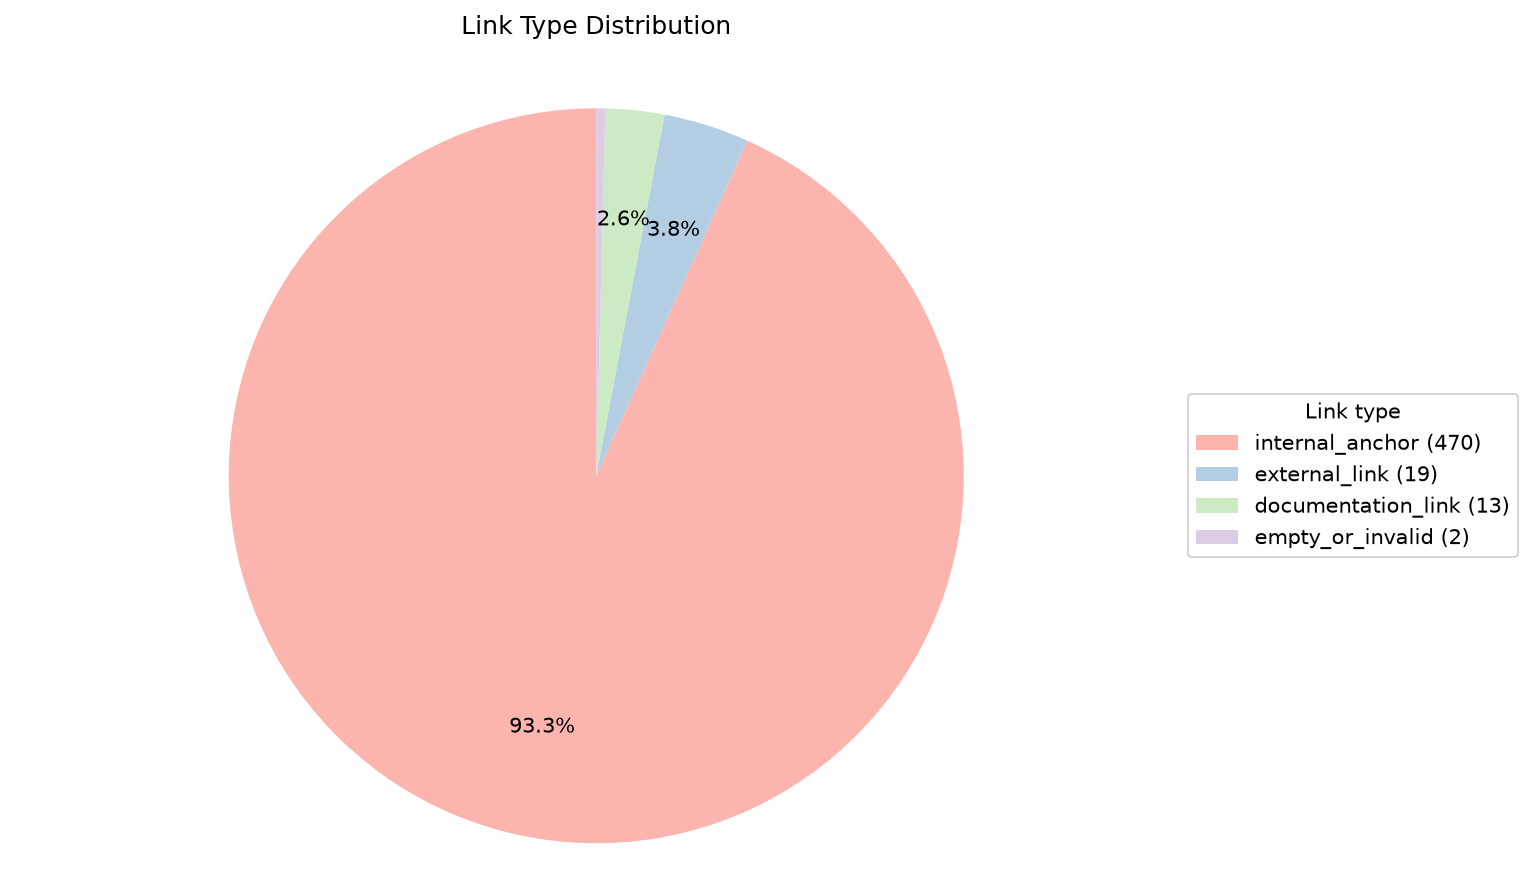 Link Type Distribution
2.6%
3.8%
93.3%
Link type
internal_anchor (470)
external_link (19)
documentation_link (13)
empty_or_invalid (2)